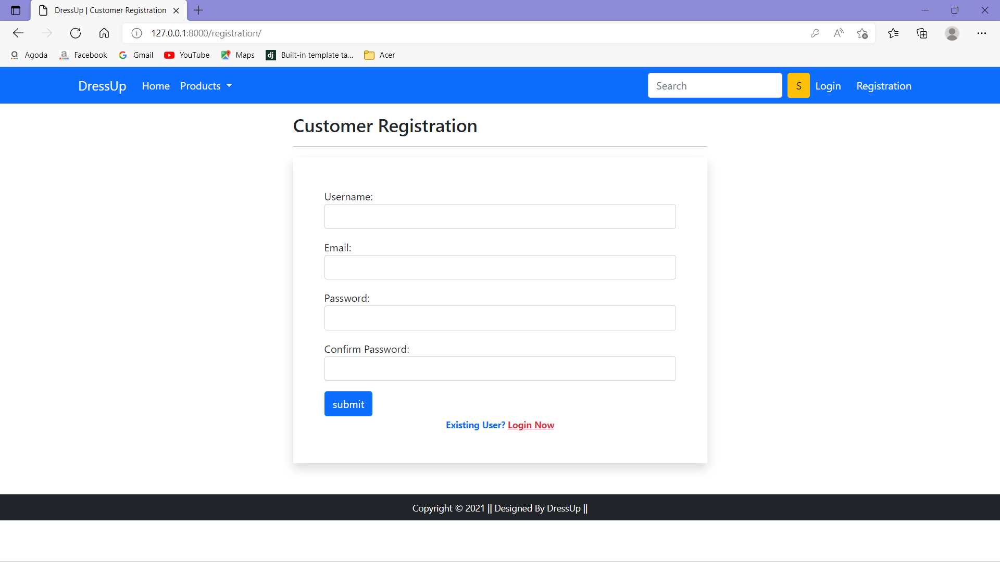 DressUp | Customer Registration
127.0.0.1:8000/registration/
Agoda Facebook Gmail YouTube Maps Built-in template ta... Acer
DressUp Home Products Search S Login Registration
Customer Registration
Username:
Email:
Password:
Confirm Password:
submit
Existing User? Login Now
Copyright © 2021 || Designed By DressUp ||